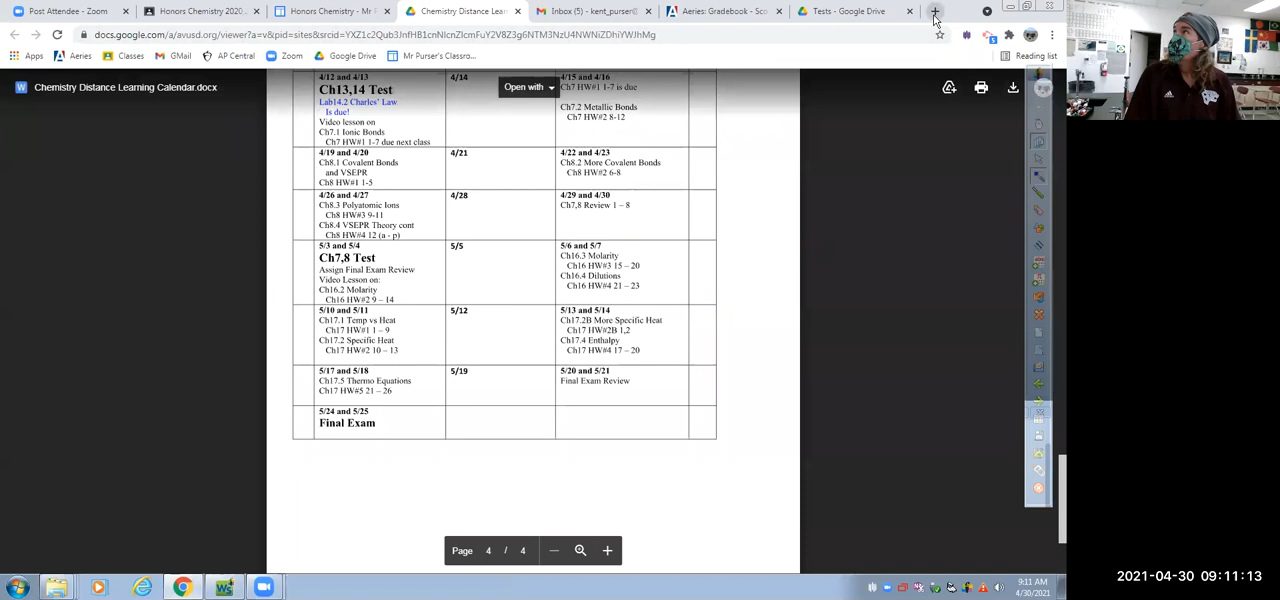 Post Attendee - Zoom
Honors Chemistry 2020
Honors Chemistry - Mr P
Chemistry Distance Lear
Inbox (5) - kent_purser@
Aeries: Gradebook - Sco
Tests - Google Drive
docs.google.com/a/avusd.org/viewer?a=v&pid=sites&srcid=YXZ1c2Qub3JnfHB1cnNlcnZlcmFuY2V8Z3g6NTM3NzU4NWNiZDhiYWJhMg
Reading list
Apps
Aeries
Classes
GMail
AP Central
Zoom
Google Drive
Mr Purser's Classro...
Chemistry Distance Learning Calendar.docx
Open with
4/12 and 4/13
Ch13,14 Test
Lab14.2 Charles' Law
Is due!
Video lesson on
Ch7.1 Ionic Bonds
Ch7 HW#1 1-7 due next class
4/14
4/15 and 4/16
Ch7 HW#1 1-7 is due
Ch7.2 Metallic Bonds
Ch7 HW#2 8-12
4/19 and 4/20
Ch8.1 Covalent Bonds
and VSEPR
Ch8 HW#1 1-5
4/21
4/22 and 4/23
Ch8.2 More Covalent Bonds
Ch8 HW#2 6-8
4/26 and 4/27
Ch8.3 Polyatomic Ions
Ch8 HW#3 9-11
Ch8.4 VSEPR Theory cont
Ch8 HW#4 12 (a - p)
4/28
4/29 and 4/30
Ch7,8 Review 1 – 8
5/3 and 5/4
Ch7,8 Test
Assign Final Exam Review
Video Lesson on:
Ch16.2 Molarity
Ch16 HW#2 9 – 14
5/5
5/6 and 5/7
Ch16.3 Molarity
Ch16 HW#3 15 – 20
Ch16.4 Dilutions
Ch16 HW#4 21 – 23
5/10 and 5/11
Ch17.1 Temp vs Heat
Ch17 HW#1 1 – 9
Ch17.2 Specific Heat
Ch17 HW#2 10 – 13
5/12
5/13 and 5/14
Ch17.2B More Specific Heat
Ch17 HW#2B 1,2
Ch17.4 Enthalpy
Ch17 HW#4 17 – 20
5/17 and 5/18
Ch17.5 Thermo Equations
Ch17 HW#5 21 – 26
5/19
5/20 and 5/21
Final Exam Review
5/24 and 5/25
Final Exam
Page 4 / 4
9:11 AM
4/30/2021
2021-04-30 09:11:13